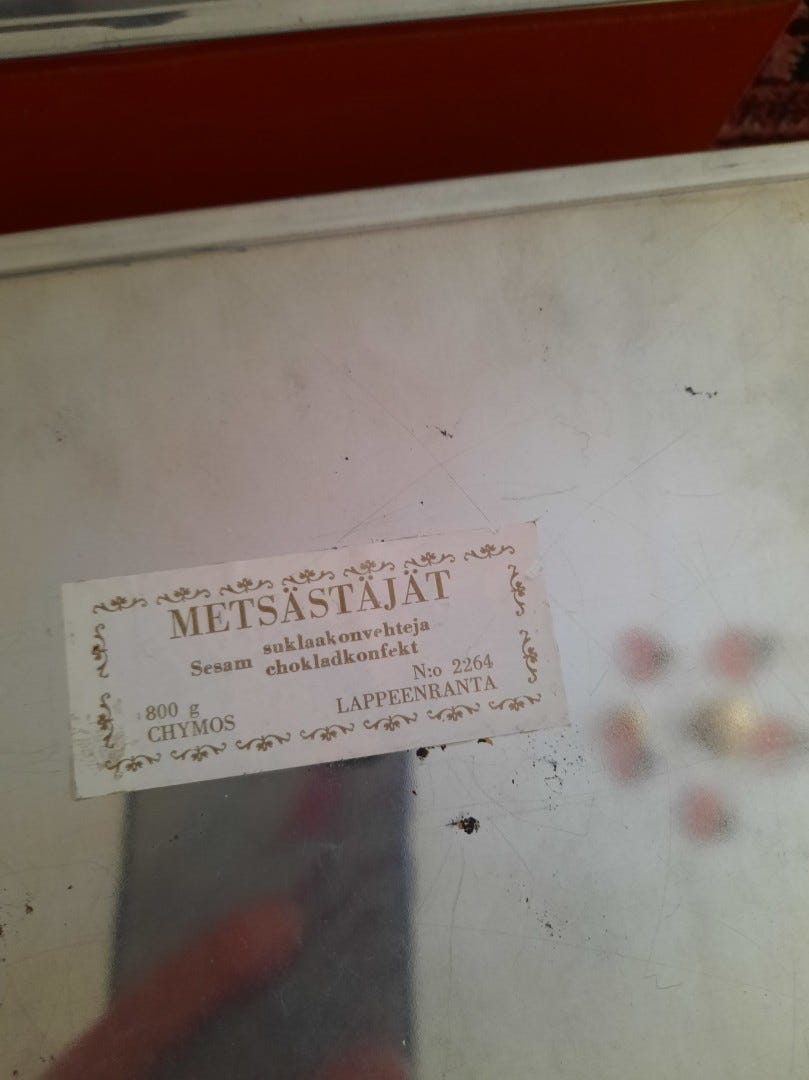 METSÄSTÄJÄT
suklaakonvehteja
Sesam chokladkonfekt
N:o 2264
800 g
CHYMOS LAPPEENRANTA